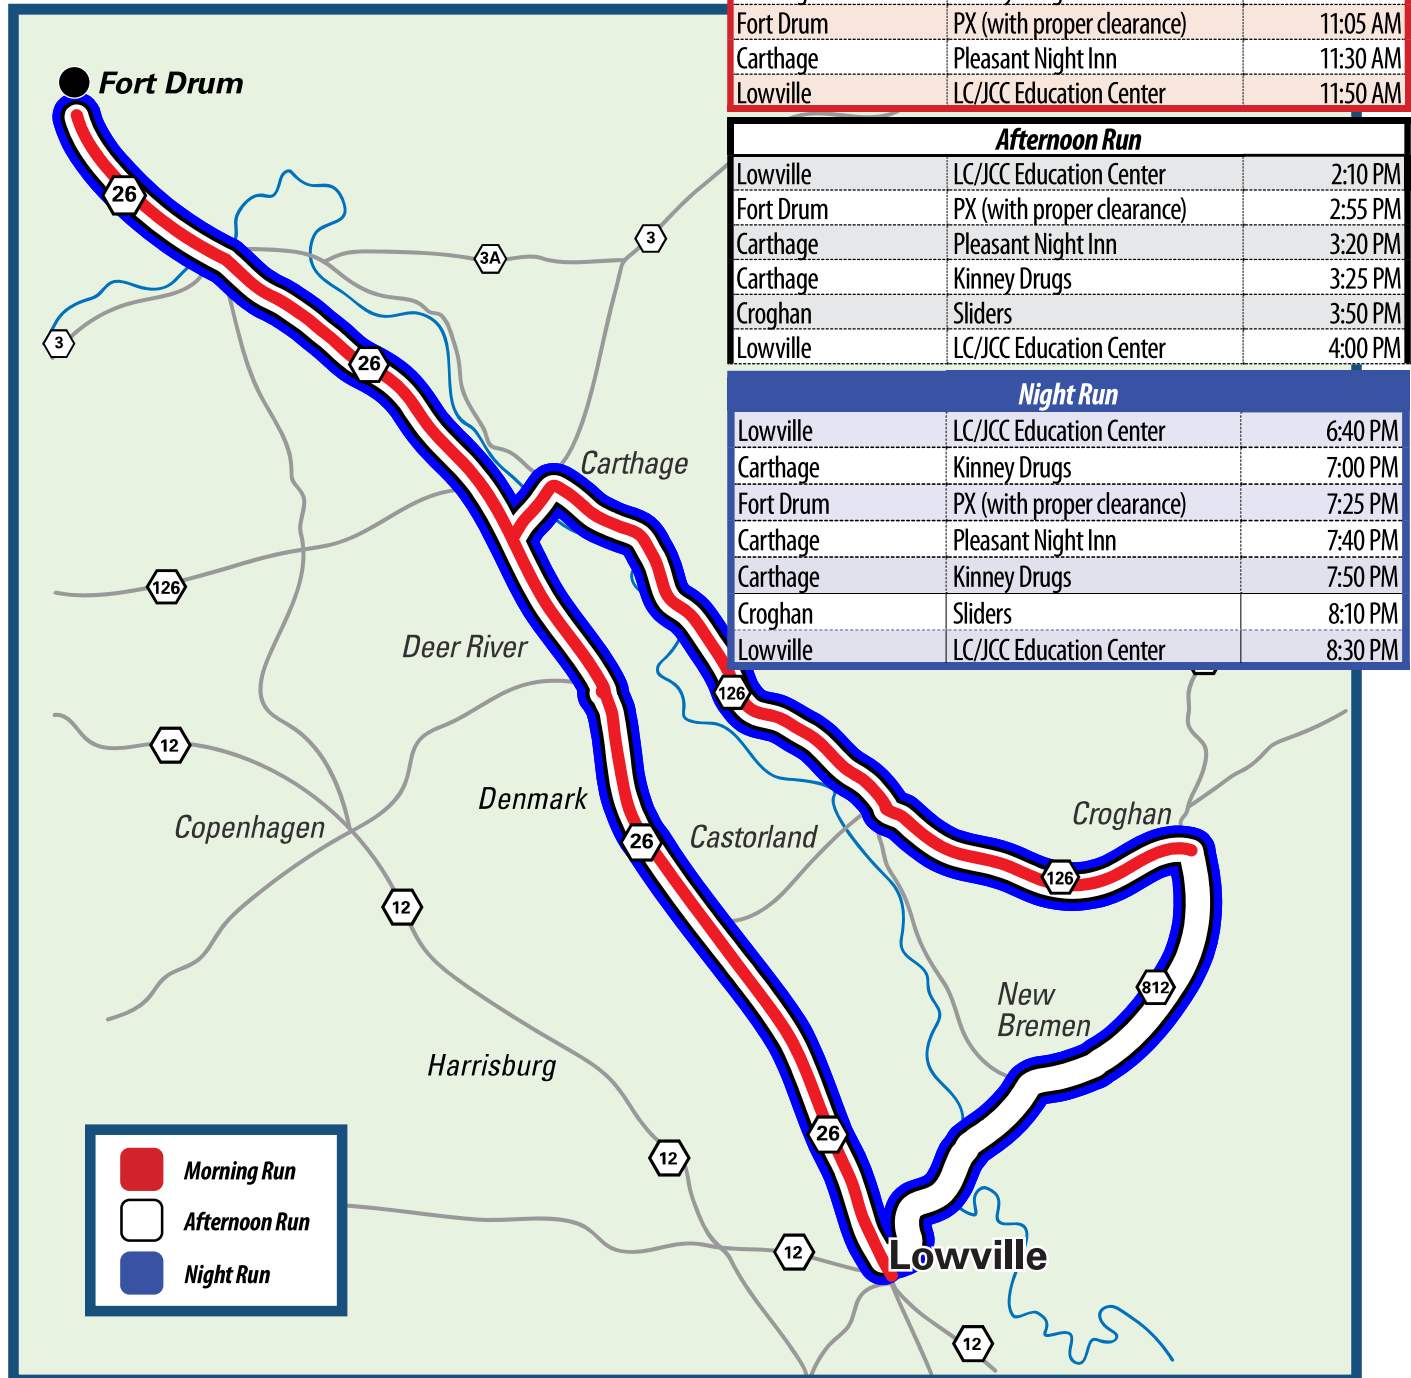 Fort Drum PX (with proper clearance) 11:05 AM
Carthage Pleasant Night Inn 11:30 AM
Lowville LC/JCC Education Center 11:50 AM
Afternoon Run
Lowville LC/JCC Education Center 2:10 PM
Fort Drum PX (with proper clearance) 2:55 PM
Carthage Pleasant Night Inn 3:20 PM
Carthage Kinney Drugs 3:25 PM
Croghan Sliders 3:50 PM
Lowville LC/JCC Education Center 4:00 PM
Night Run
Lowville LC/JCC Education Center 6:40 PM
Carthage Kinney Drugs 7:00 PM
Fort Drum PX (with proper clearance) 7:25 PM
Carthage Pleasant Night Inn 7:40 PM
Carthage Kinney Drugs 7:50 PM
Croghan Sliders 8:10 PM
Lowville LC/JCC Education Center 8:30 PM
Fort Drum
26
3
3A
3
26
Carthage
126
Deer River
126
12
Denmark
Copenhagen
26
Castorland
Croghan
126
12
812
New
Bremen
Harrisburg
26
12
12
Lowville
12
Morning Run
Afternoon Run
Night Run